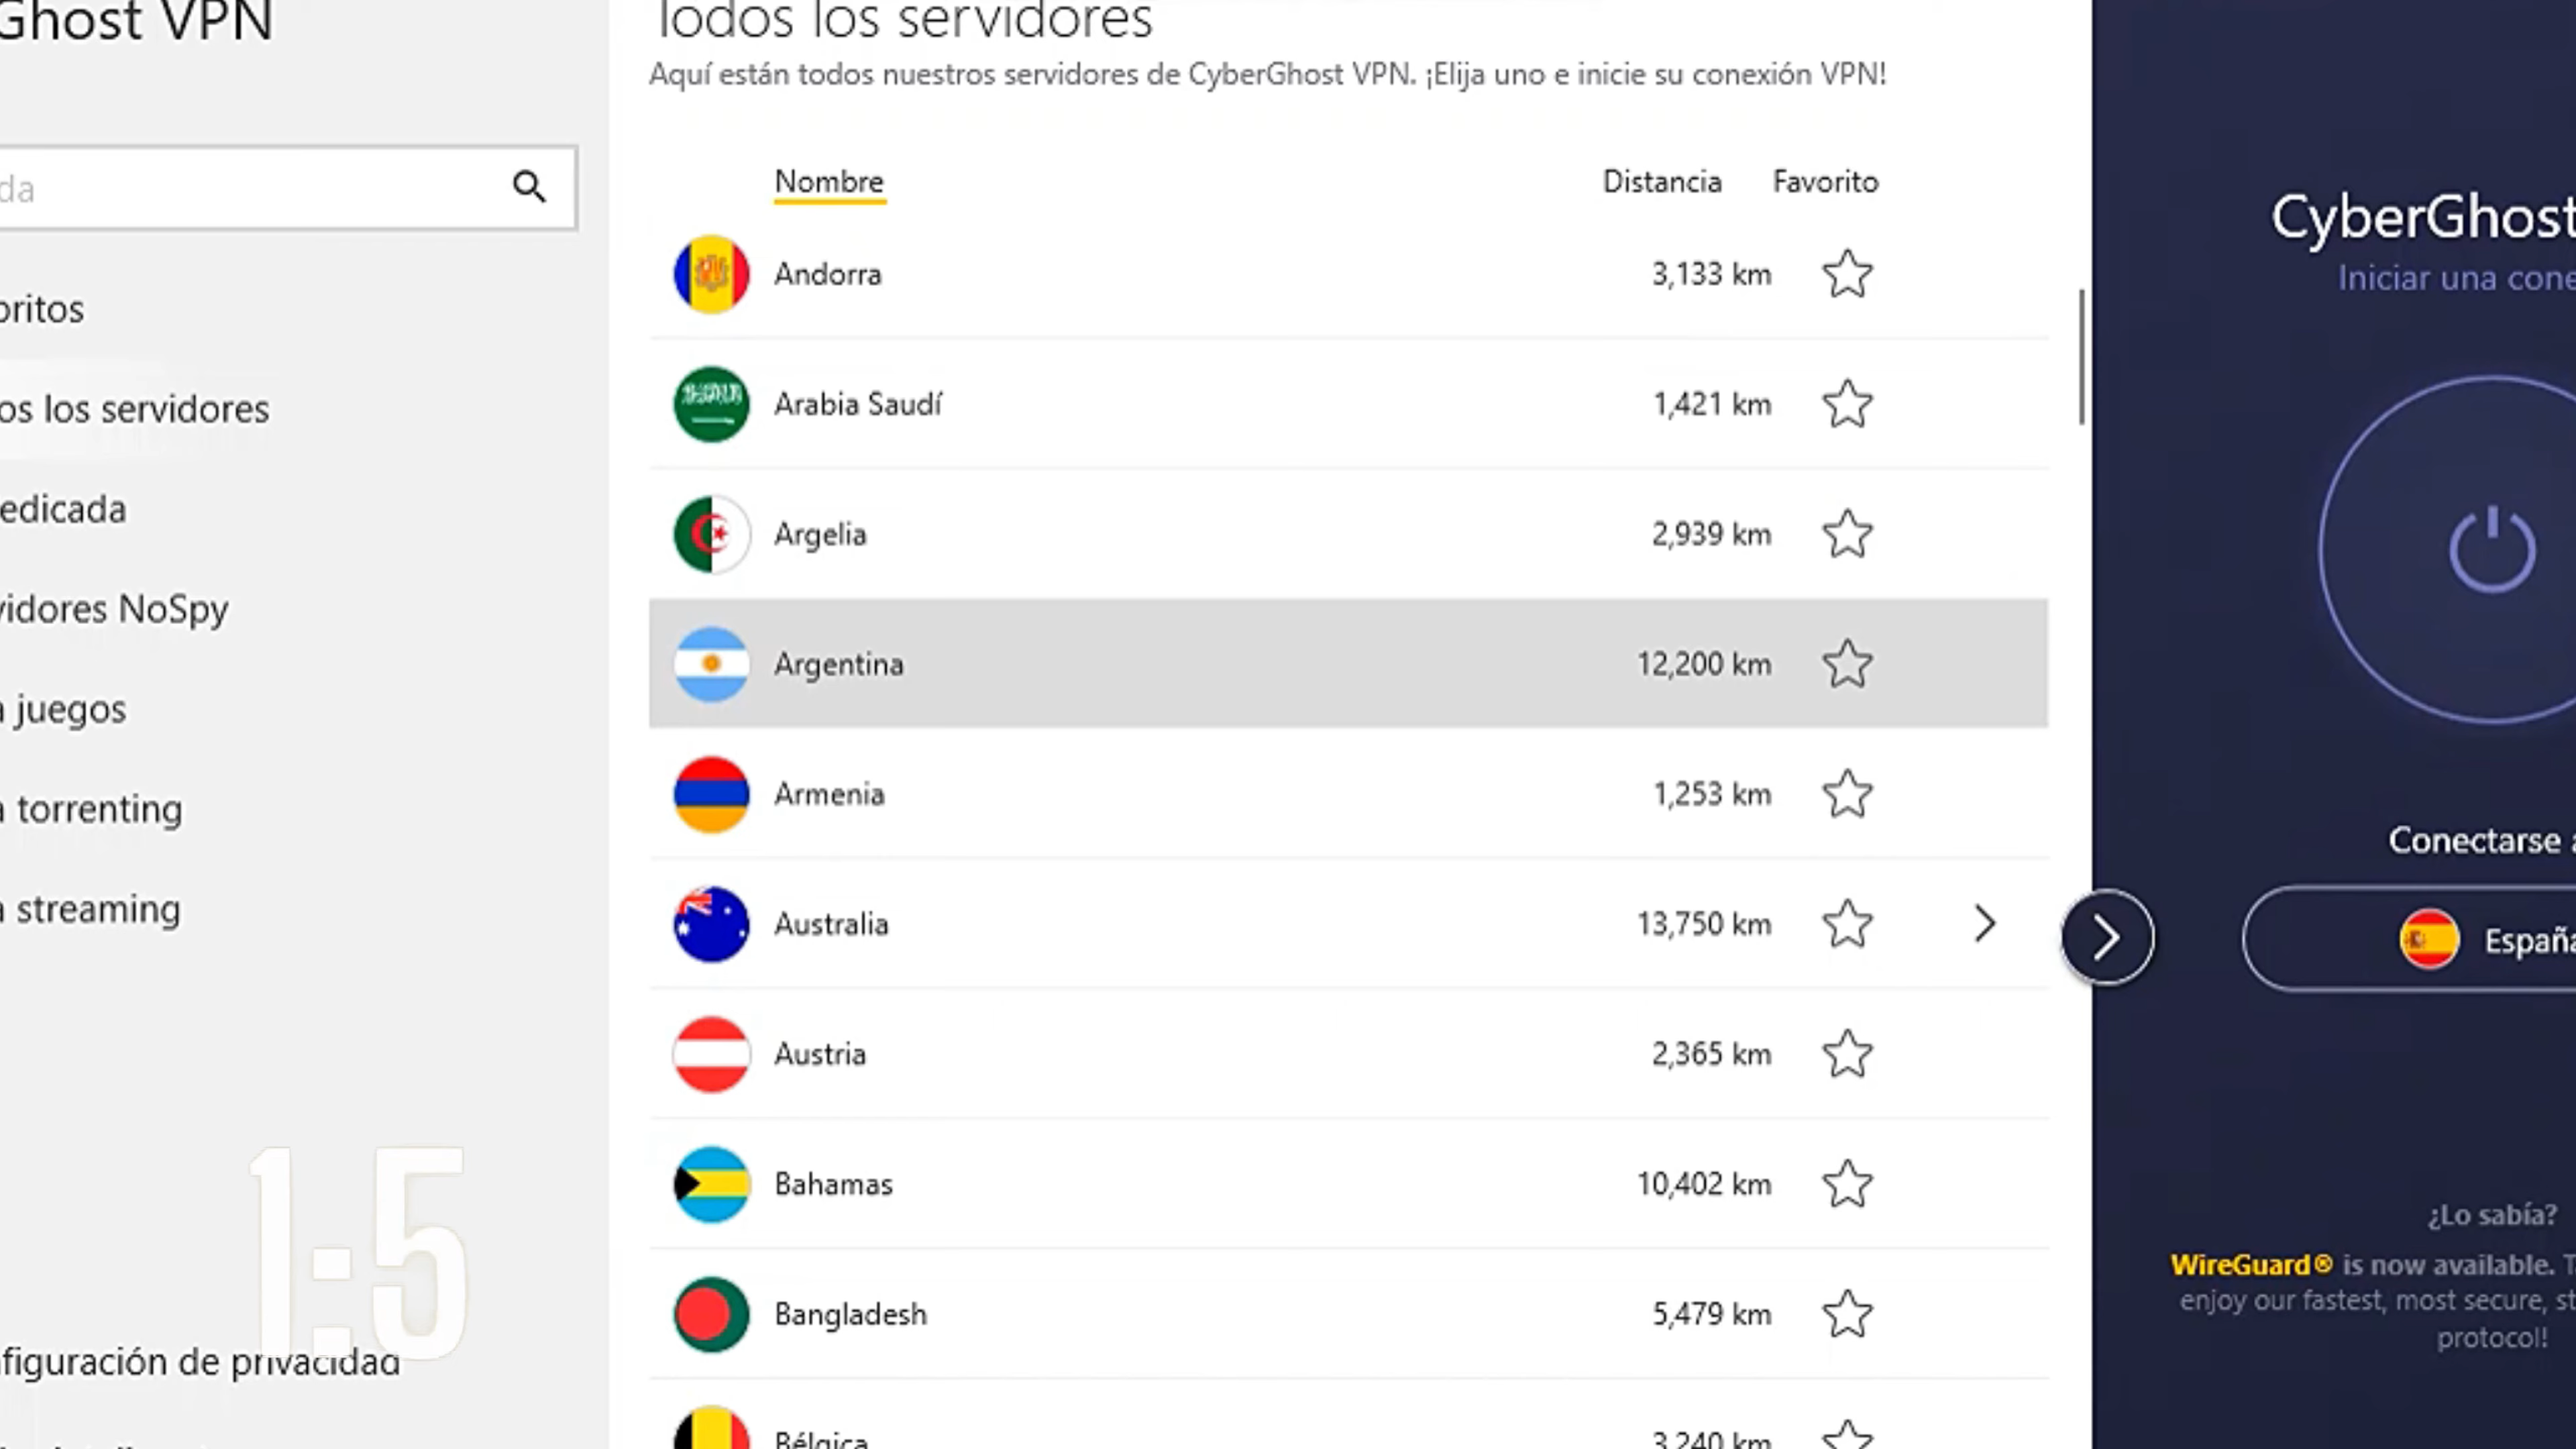 Ghost VPN
da
oritos
os los servidores
edicada
vidores NoSpy
a juegos
a torrenting
a streaming
1:5
figuración de privacidad
Todos los servidores
Aquí están todos nuestros servidores de CyberGhost VPN. ¡Elija uno e inicie su conexión VPN!
Nombre Distancia Favorito
Andorra 3,133 km
Arabia Saudí 1,421 km
Argelia 2,939 km
Argentina 12,200 km
Armenia 1,253 km
Australia 13,750 km
Austria 2,365 km
Bahamas 10,402 km
Bangladesh 5,479 km
Bélgica 3,240 km
CyberGhost
Iniciar una cone
Conectarse a
España
¿Lo sabía?
WireGuard® is now available. T
enjoy our fastest, most secure, st
protocol!